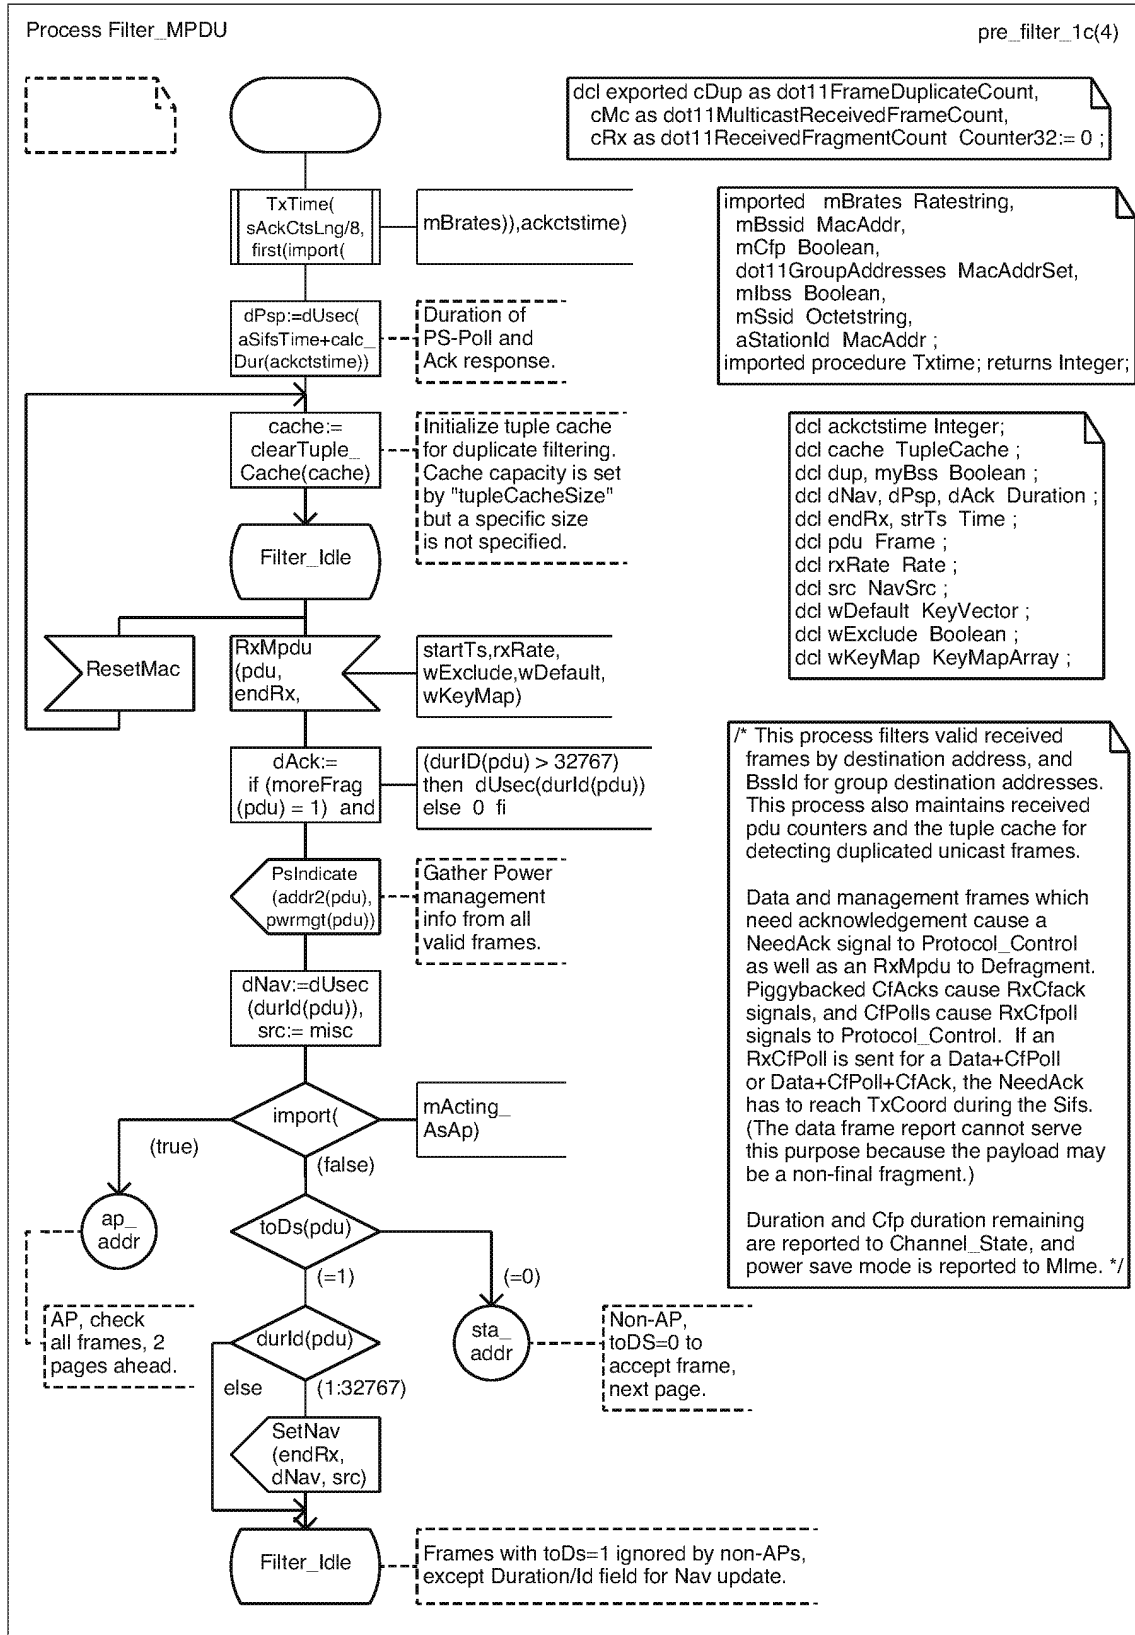 Process Filter_MPDU
pre_filter_1c(4)
dcl exported cDup as dot11FrameDuplicateCount,
cMc as dot11MulticastReceivedFrameCount,
cRx as dot11ReceivedFragmentCount Counter32:= 0 ;
TxTime(
sAckCtsLng/8,
first(import(
mBrates)),ackctstime)
imported mBrates Ratestring,
mBssid MacAddr,
mCfp Boolean,
dot11GroupAddresses MacAddrSet,
mIbss Boolean,
mSsid Octetstring,
aStationId MacAddr ;
imported procedure Txtime; returns Integer;
dPsp:=dUsec(
aSifsTime+calc_
Dur(ackctstime))
Duration of
PS-Poll and
Ack response.
cache:=
clearTuple_
Cache(cache)
Initialize tuple cache
for duplicate filtering.
Cache capacity is set
by "tupleCacheSize"
but a specific size
is not specified.
dcl ackctstime Integer;
dcl cache TupleCache ;
dcl dup, myBss Boolean ;
dcl dNav, dPsp, dAck Duration ;
dcl endRx, strTs Time ;
dcl pdu Frame ;
dcl rxRate Rate ;
dcl src NavSrc ;
dcl wDefault KeyVector ;
dcl wExclude Boolean ;
dcl wKeyMap KeyMapArray ;
Filter_Idle
ResetMac
RxMpdu
(pdu,
endRx,
startTs,rxRate,
wExclude,wDefault,
wKeyMap)
dAck:=
if (moreFrag
(pdu) = 1) and
(durID(pdu) > 32767)
then dUsec(durId(pdu))
else 0 fi
/* This process filters valid received
frames by destination address, and
BssId for group destination addresses.
This process also maintains received
pdu counters and the tuple cache for
detecting duplicated unicast frames.
Data and management frames which
need acknowledgement cause a
NeedAck signal to Protocol_Control
as well as an RxMpdu to Defragment.
Piggybacked CfAcks cause RxCfack
signals, and CfPolls cause RxCfpoll
signals to Protocol_Control. If an
RxCfPoll is sent for a Data+CfPoll
or Data+CfPoll+CfAck, the NeedAck
has to reach TxCoord during the Sifs.
(The data frame report cannot serve
this purpose because the payload may
be a non-final fragment.)
Duration and Cfp duration remaining
are reported to Channel_State, and
power save mode is reported to Mlme. */
PsIndicate
(addr2(pdu),
pwrmgt(pdu))
Gather Power
management
info from all
valid frames.
dNav:=dUsec
(durId(pdu)),
src:= misc
import(
mActing_
AsAp)
(true)
(false)
ap_
addr
toDs(pdu)
(=1)
(=0)
AP, check
all frames, 2
pages ahead.
durId(pdu)
sta_
addr
Non-AP,
toDS=0 to
accept frame,
next page.
else
(1:32767)
SetNav
(endRx,
dNav, src)
Filter_Idle
Frames with toDs=1 ignored by non-APs,
except Duration/Id field for Nav update.